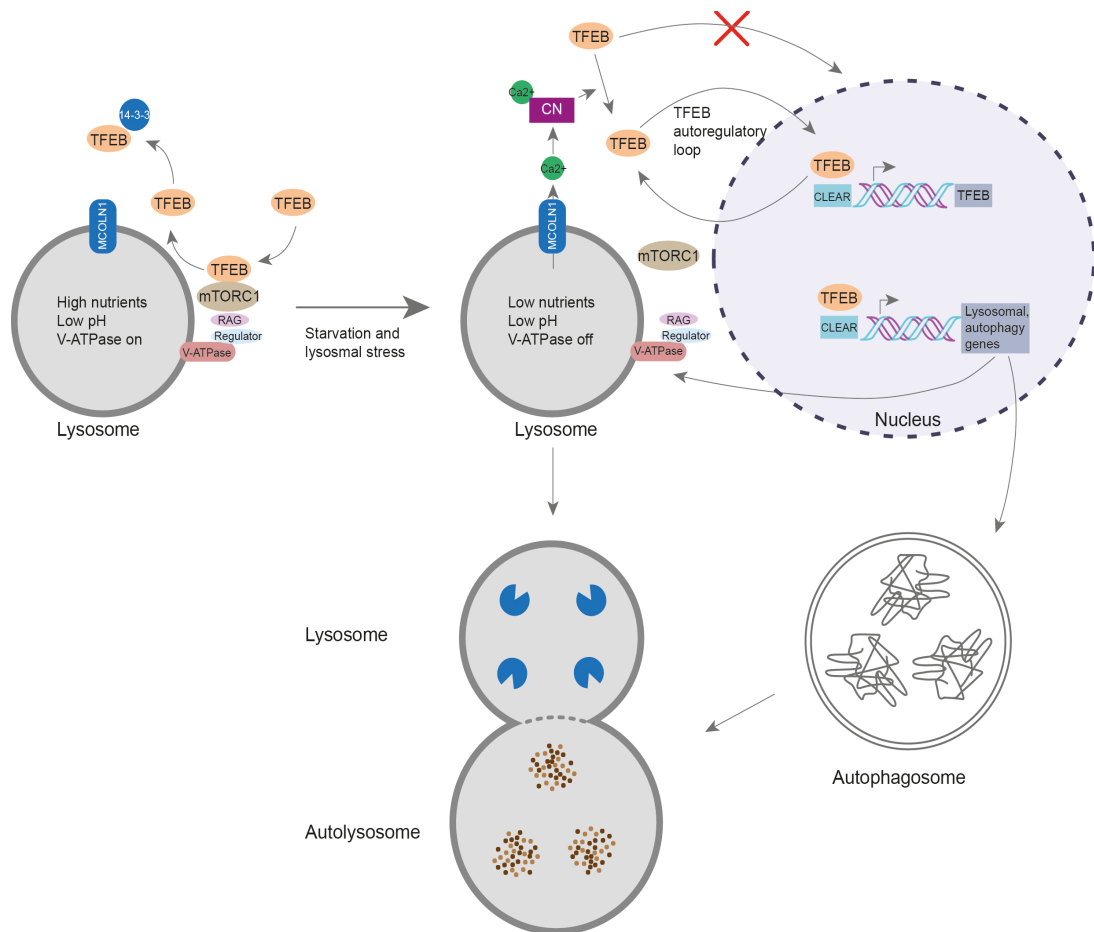 14-3-3
TFEB
TFEB
TFEB
MCOLN1
TFEB
mTORC1
RAG
Regulator
V-ATPase
High nutrients
Low pH
V-ATPase on
Lysosome
Starvation and
lysosmal stress
TFEB
Ca2+
CN
TFEB
TFEB
autoregulatory
loop
Ca2+
MCOLN1
mTORC1
Low nutrients
Low pH
V-ATPase off
RAG
Regulator
V-ATPase
Lysosome
TFEB
CLEAR
TFEB
TFEB
CLEAR
Lysosomal,
autophagy
genes
Nucleus
Lysosome
Autophagosome
Autolysosome